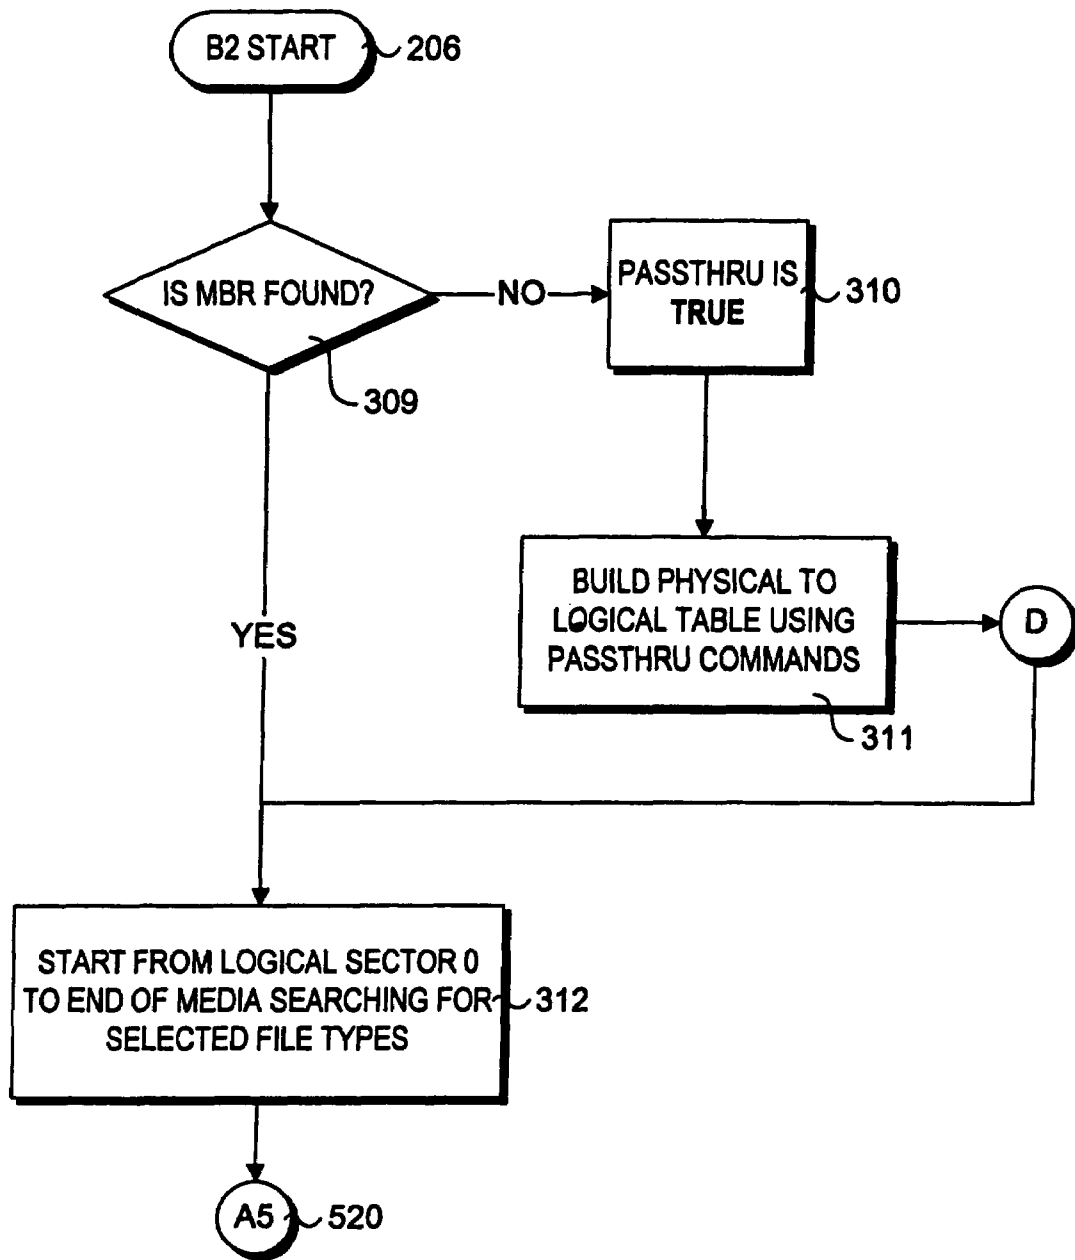 B2 START
206
IS MBR FOUND?
309
NO
PASSTHRU IS
TRUE
310
BUILD PHYSICAL TO
LOGICAL TABLE USING
PASSTHRU COMMANDS
311
D
YES
START FROM LOGICAL SECTOR 0
TO END OF MEDIA SEARCHING FOR
SELECTED FILE TYPES
312
A5
520